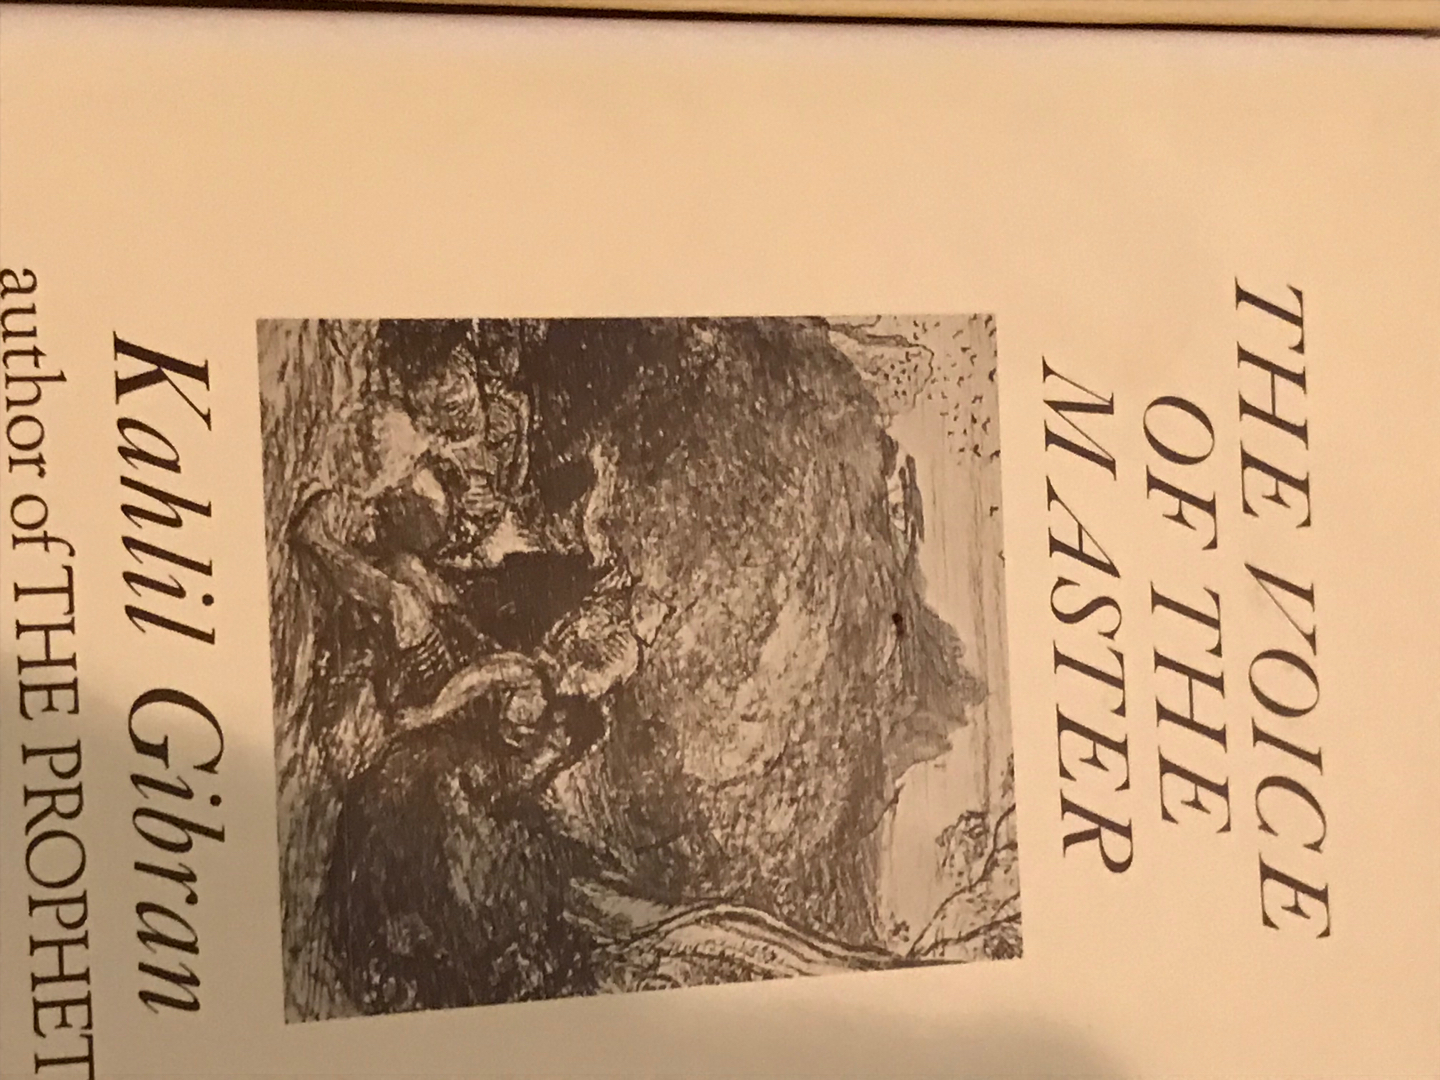 THE VOICE
OF THE
MASTER
Kahlil Gibran
author of THE PROPHET